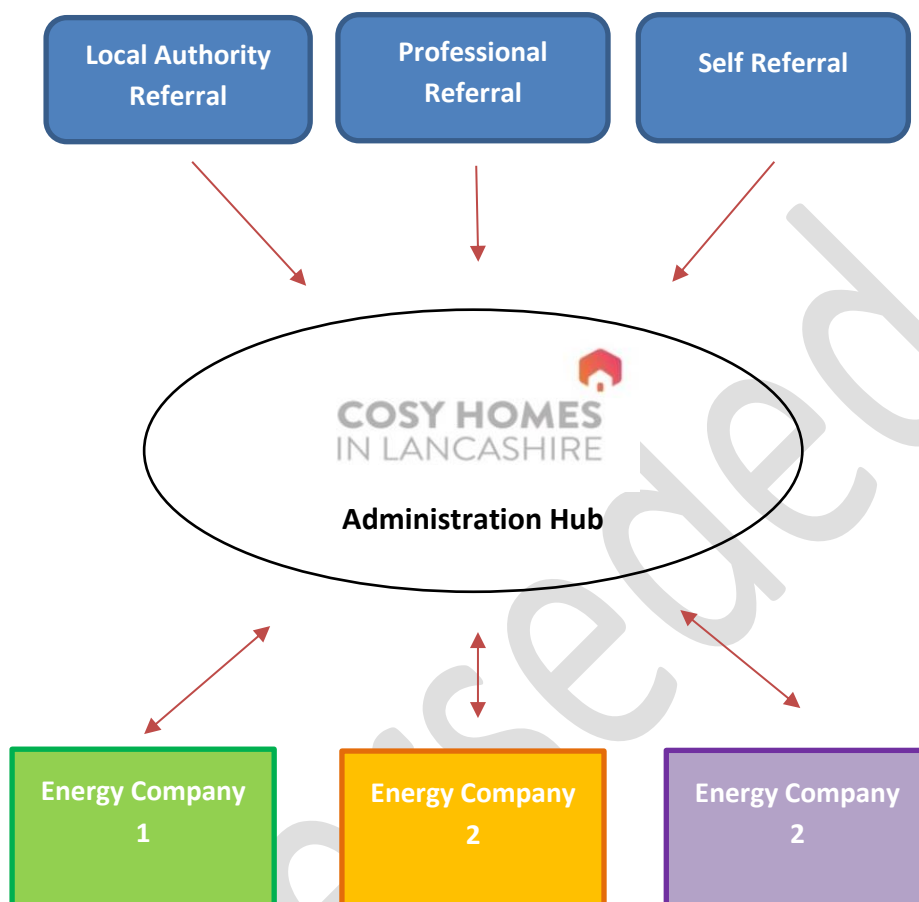 Local Authority
Referral
Professional
Referral
Self Referral
COSY HOMES
IN LANCASHIRE
Administration Hub
Energy Company
1
Energy Company
2
Energy Company
2
erseded